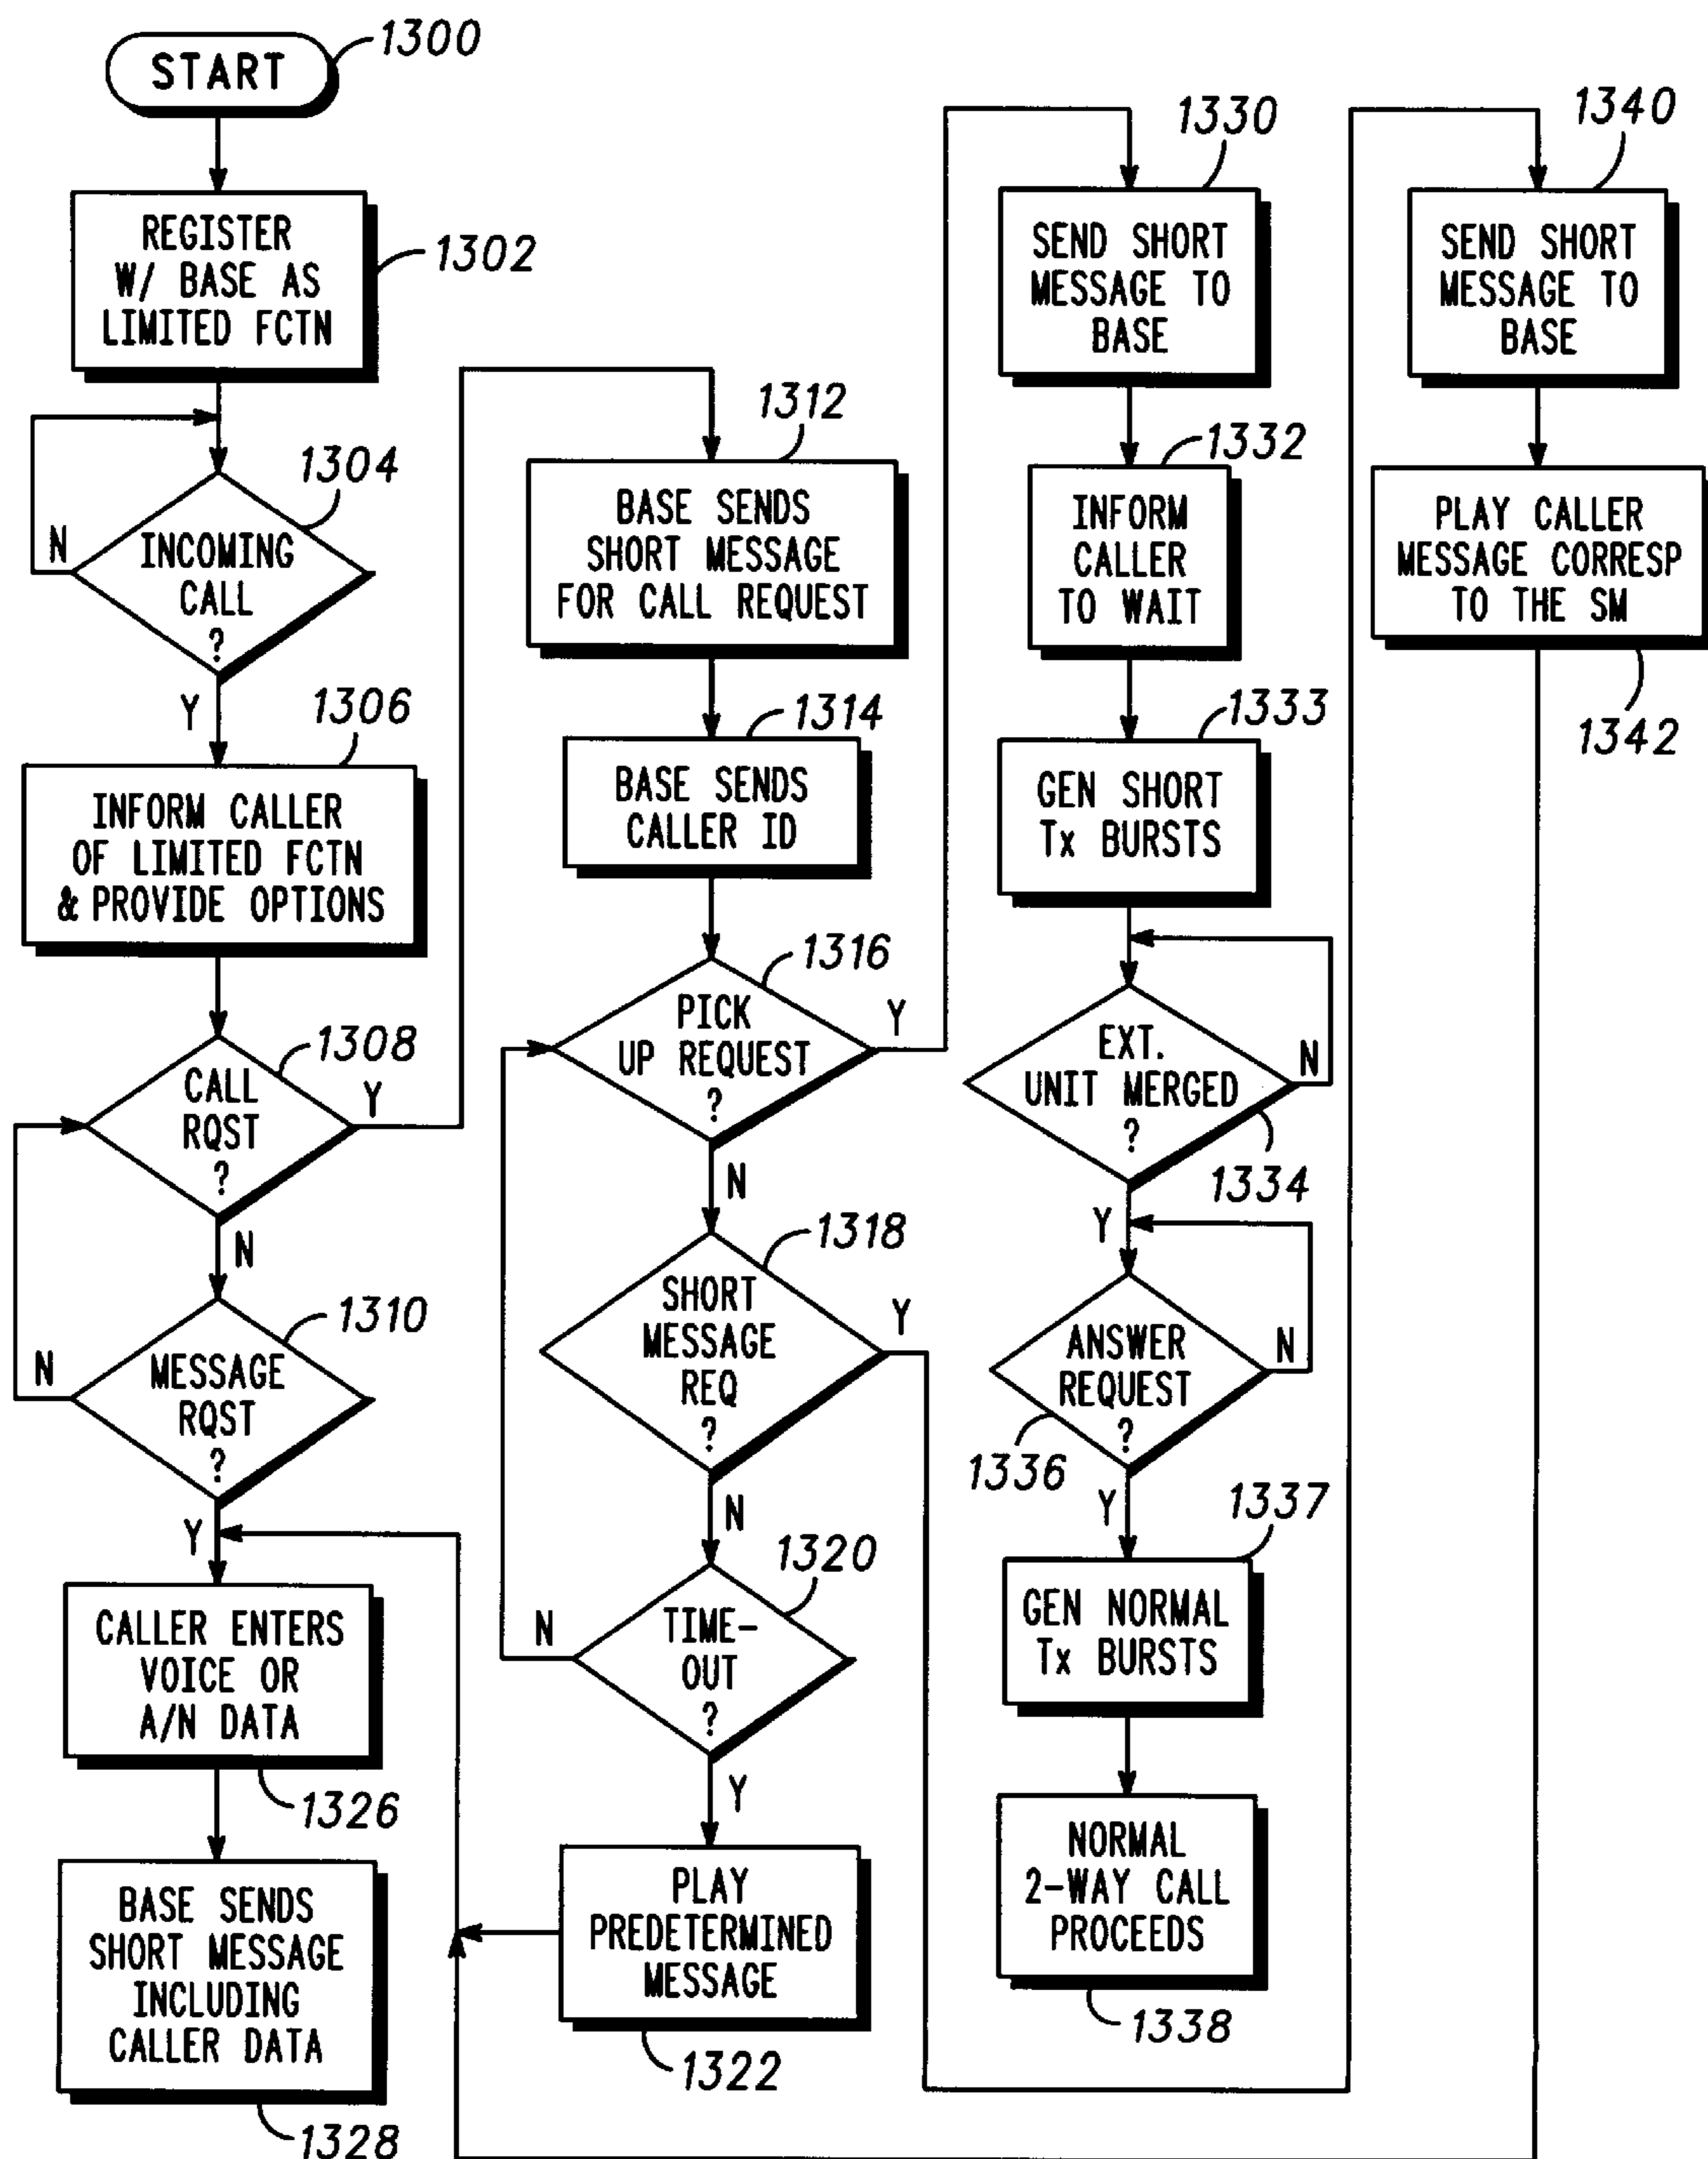 1300
START
REGISTER
W/ BASE AS
LIMITED FCTN
1302
1304
N
INCOMING
CALL
?
Y
1306
INFORM CALLER
OF LIMITED FCTN
& PROVIDE OPTIONS
1308
CALL
RQST
?
Y
N
1310
MESSAGE
RQST
?
N
Y
CALLER ENTERS
VOICE OR
A/N DATA
1326
BASE SENDS
SHORT MESSAGE
INCLUDING
CALLER DATA
1328
1312
BASE SENDS
SHORT MESSAGE
FOR CALL REQUEST
1314
BASE SENDS
CALLER ID
1316
PICK
UP REQUEST
?
Y
N
1318
SHORT
MESSAGE
REQ
?
Y
N
1320
TIME-
OUT
?
N
Y
PLAY
PREDETERMINED
MESSAGE
1322
1330
SEND SHORT
MESSAGE TO
BASE
1332
INFORM
CALLER
TO WAIT
1333
GEN SHORT
Tx BURSTS
EXT.
UNIT MERGED
?
N
1334
Y
ANSWER
REQUEST
?
N
1336
Y
1337
GEN NORMAL
Tx BURSTS
NORMAL
2-WAY CALL
PROCEEDS
1338
1340
SEND SHORT
MESSAGE TO
BASE
PLAY CALLER
MESSAGE CORRESP
TO THE SM
1342